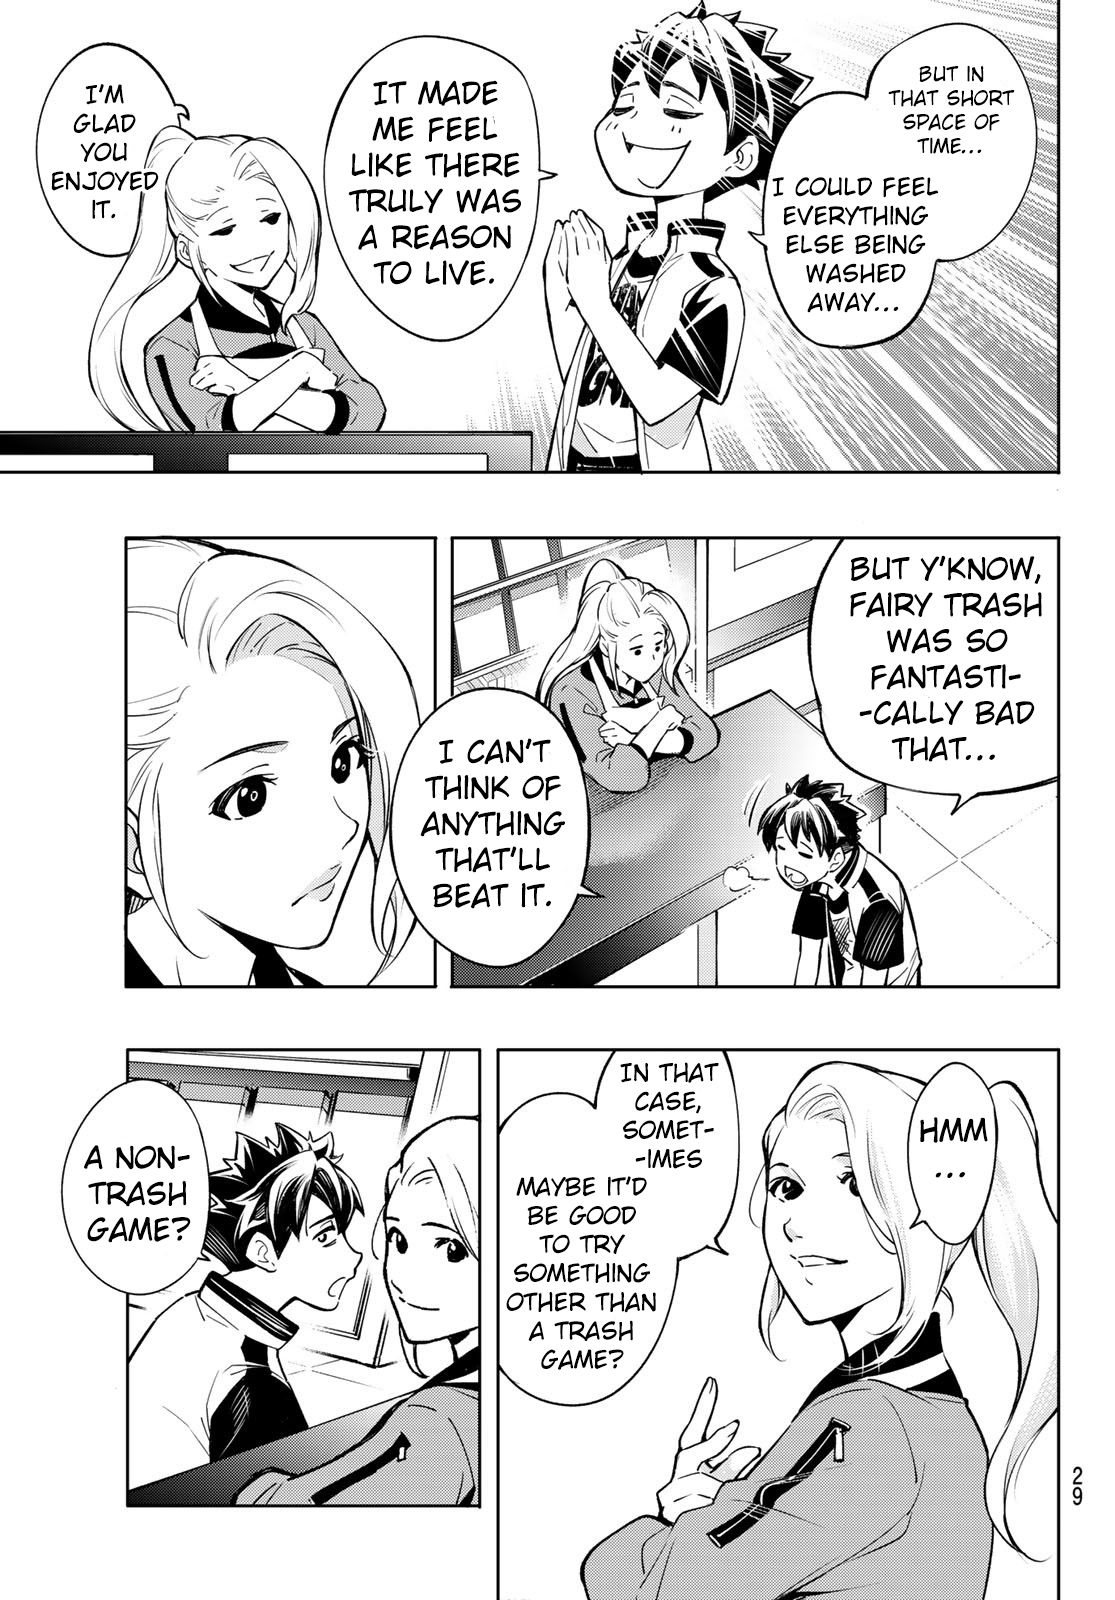 BUT IN
THAT SHORT
SPACE OF
TIME...
I COULD FEEL
EVERYTHING
ELSE BEING
WASHED
AWAY...
IT MADE
ME FEEL
LIKE THERE
TRULY WAS
A REASON
TO LIVE.
I'M
GLAD
YOU
ENJOYED
IT.
BUT Y'KNOW,
FAIRY TRASH
WAS SO
FANTASTI-
-CALLY BAD
THAT...
I CAN'T
THINK OF
ANYTHING
THAT'LL
BEAT IT.
HMM
...
IN THAT
CASE,
SOMET-
-IMES
MAYBE IT'D
BE GOOD
TO TRY
SOMETHING
OTHER THAN
A TRASH
GAME?
A NON-
TRASH
GAME?
29